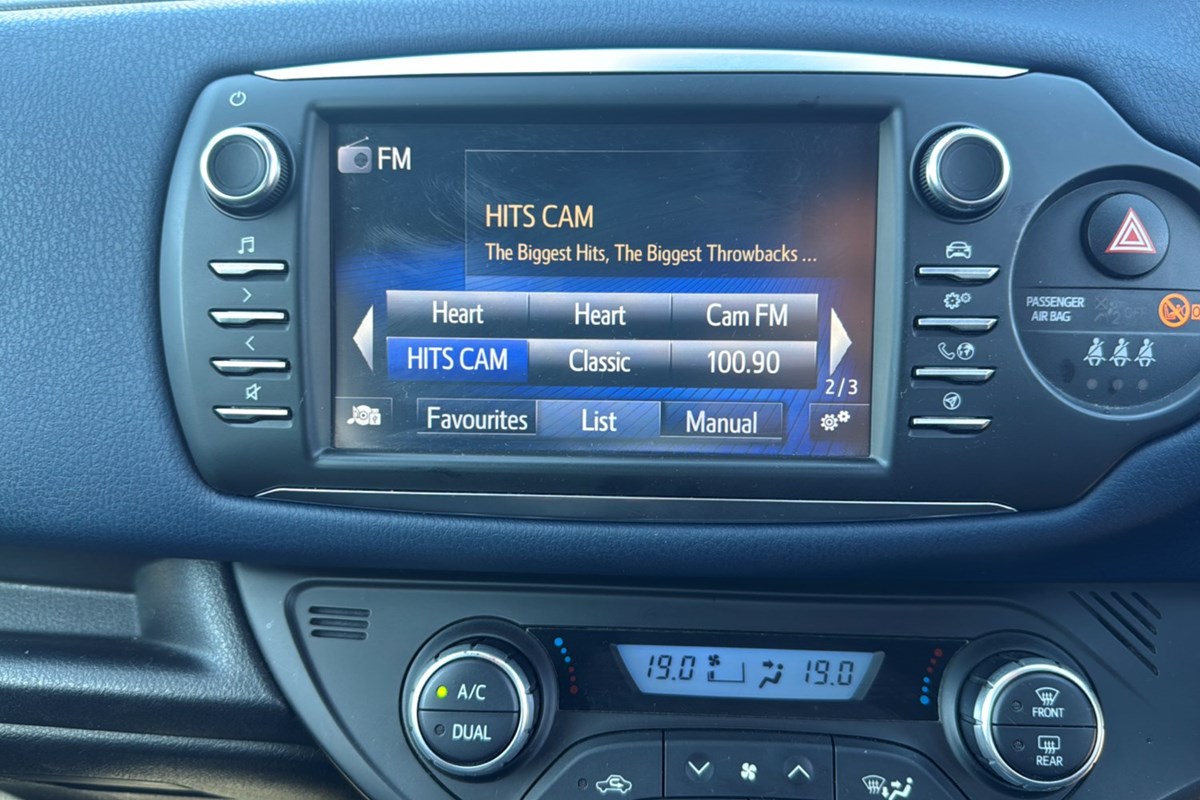 FM
HITS CAM
The Biggest Hits, The Biggest Throwbacks ...
Heart Heart Cam FM
HITS CAM Classic 100.90
2/3
Favourites List Manual
PASSENGER
AIR BAG
OFF
19.0 19.0
A/C
DUAL
FRONT
REAR